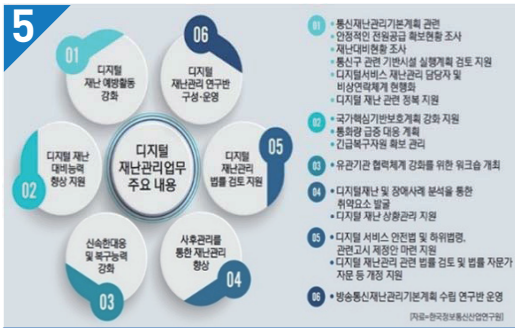 5
01
디지털
재난 예방활동
강화
06
디지털
재난관리 연구반
구성·운영
02
디지털 재난
대비능력
향상 지원
디지털
재난관리업무
주요 내용
05
디지털
재난관리
법률 검토 지원
03
신속한대응
및 복구능력
강화
04
사후관리를
통한 재난관리
향상
01
• 통신재난관리기본계획 관련
• 안정적인 전원공급 확보현황 조사
• 재난대비현황 조사
• 통신구 관련 기반시설 실행계획 검토 지원
• 디지털서비스 재난관리 담당자 및
비상연락체계 현행화
• 디지털 재난 관련 정복 지원
02
• 국가핵심기반보호계획 강화 지원
• 통화량 급증 대응 계획
• 긴급복구자원 확보 관리
03
• 유관기관 협력체계 강화를 위한 워크숍 개최
04
• 디지털재난 및 장애사례 분석을 통한
취약요소 발굴
• 디지털 재난 상황관리 지원
05
• 디지털 서비스 안전법 및 하위법령,
관련고시 제정안 마련 지원
• 디지털 재난관리 관련 법률 검토 및 법률 자문가
자문 등 개정 지원
06
• 방송통신재난관리기본계획 수립 연구반 운영
[자료=한국정보통신산업연구원]